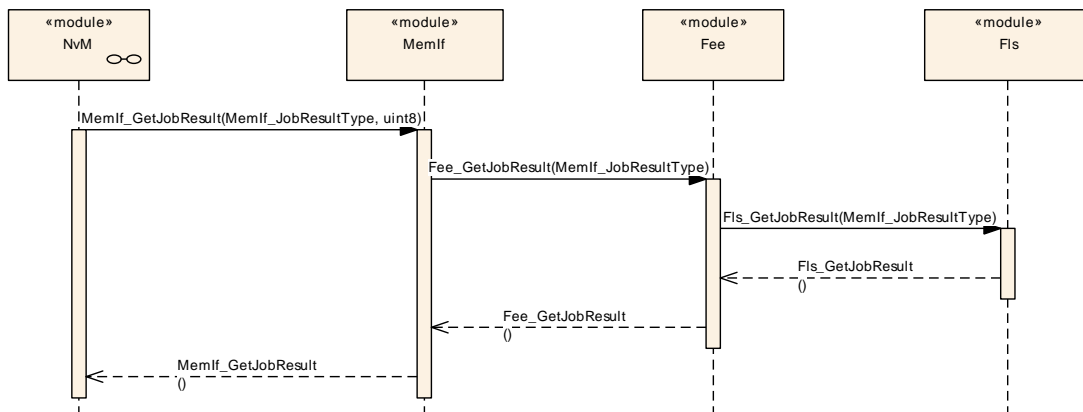 «module»
NvM
«module»
MemIf
«module»
Fee
«module»
Fls
MemIf_GetJobResult(MemIf_JobResultType, uint8)
Fee_GetJobResult(MemIf_JobResultType)
Fls_GetJobResult(MemIf_JobResultType)
Fls_GetJobResult
()
Fee_GetJobResult
()
MemIf_GetJobResult
()